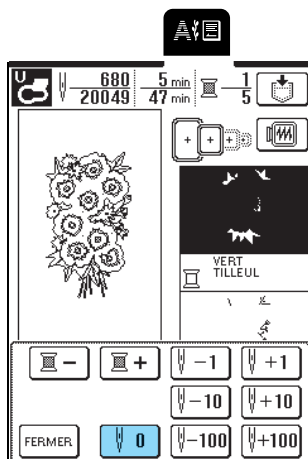 A
U
680 5 min 1
20049 47 min 5
VERT
TILLEUL
− + −1 +1
−10 +10
FERMER 0 −100 +100